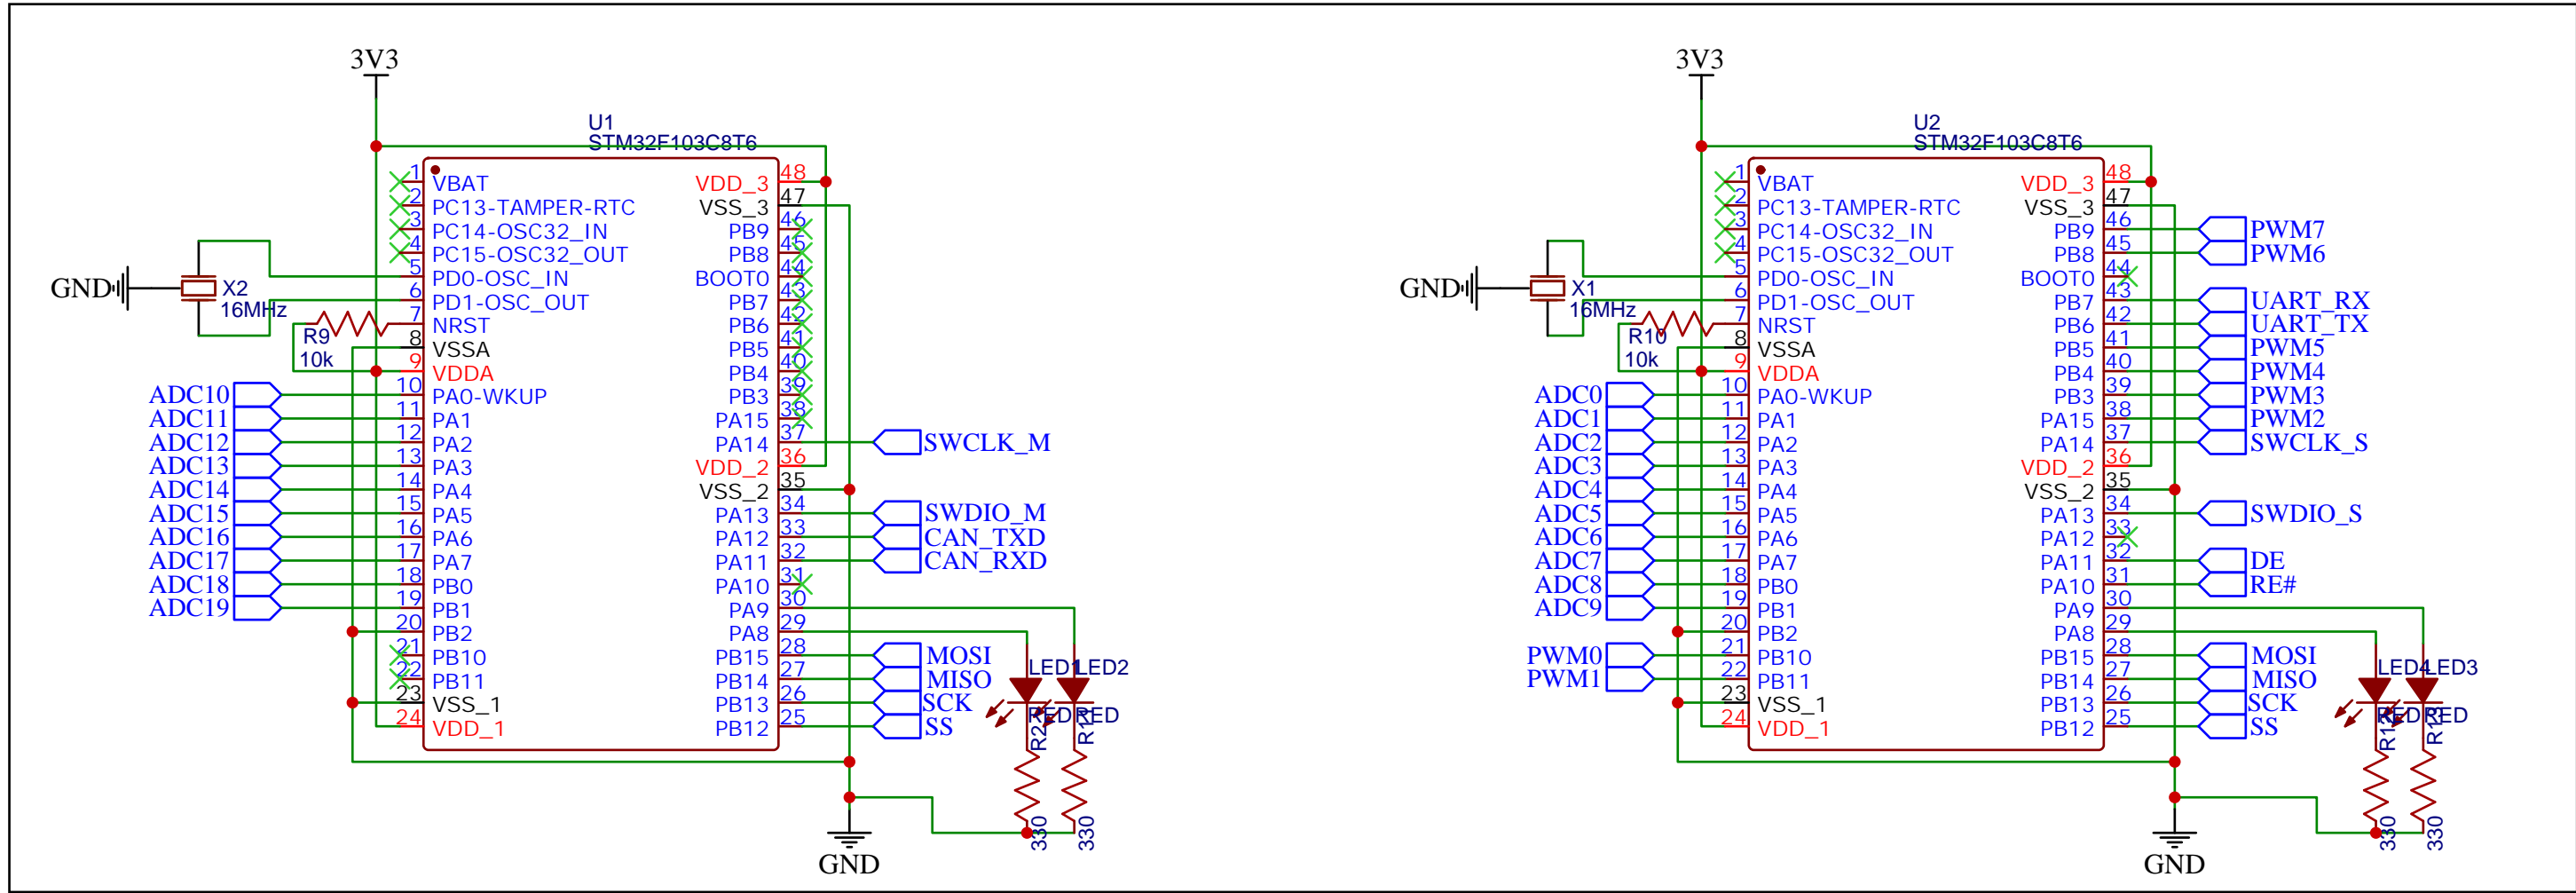 3V3
U1
STM32F103C8T6
1 VBAT
2 PC13-TAMPER-RTC
3 PC14-OSC32_IN
4 PC15-OSC32_OUT
5 PD0-OSC_IN
6 PD1-OSC_OUT
7 NRST
8 VSSA
9 VDDA
10 PA0-WKUP
11 PA1
12 PA2
13 PA3
14 PA4
15 PA5
16 PA6
17 PA7
18 PB0
19 PB1
20 PB2
21 PB10
22 PB11
23 VSS_1
24 VDD_1
VDD_3 48
VSS_3 47
PB9 46
PB8 45
BOOT0 44
PB7 43
PB6 42
PB5 41
PB4 40
PB3 39
PA15 38
PA14 37
VDD_2 36
VSS_2 35
PA13 34
PA12 33
PA11 32
PA10 31
PA9 30
PA8 29
PB15 28
PB14 27
PB13 26
PB12 25
GND
X2
16MHz
R9
10k
ADC10
ADC11
ADC12
ADC13
ADC14
ADC15
ADC16
ADC17
ADC18
ADC19
SWCLK_M
SWDIO_M
CAN_TXD
CAN_RXD
MOSI
MISO
SCK
SS
LED1
LED2
RED
RED
330
330
GND
3V3
U2
STM32F103C8T6
1 VBAT
2 PC13-TAMPER-RTC
3 PC14-OSC32_IN
4 PC15-OSC32_OUT
5 PD0-OSC_IN
6 PD1-OSC_OUT
7 NRST
8 VSSA
9 VDDA
10 PA0-WKUP
11 PA1
12 PA2
13 PA3
14 PA4
15 PA5
16 PA6
17 PA7
18 PB0
19 PB1
20 PB2
21 PB10
22 PB11
23 VSS_1
24 VDD_1
VDD_3 48
VSS_3 47
PB9 46
PB8 45
BOOT0 44
PB7 43
PB6 42
PB5 41
PB4 40
PB3 39
PA15 38
PA14 37
VDD_2 36
VSS_2 35
PA13 34
PA12 33
PA11 32
PA10 31
PA9 30
PA8 29
PB15 28
PB14 27
PB13 26
PB12 25
GND
X1
16MHz
R10
10k
ADC0
ADC1
ADC2
ADC3
ADC4
ADC5
ADC6
ADC7
ADC8
ADC9
PWM0
PWM1
PWM7
PWM6
UART_RX
UART_TX
PWM5
PWM4
PWM3
PWM2
SWCLK_S
SWDIO_S
DE
RE#
MOSI
MISO
SCK
SS
LED4
LED3
RED
RED
330
330
GND